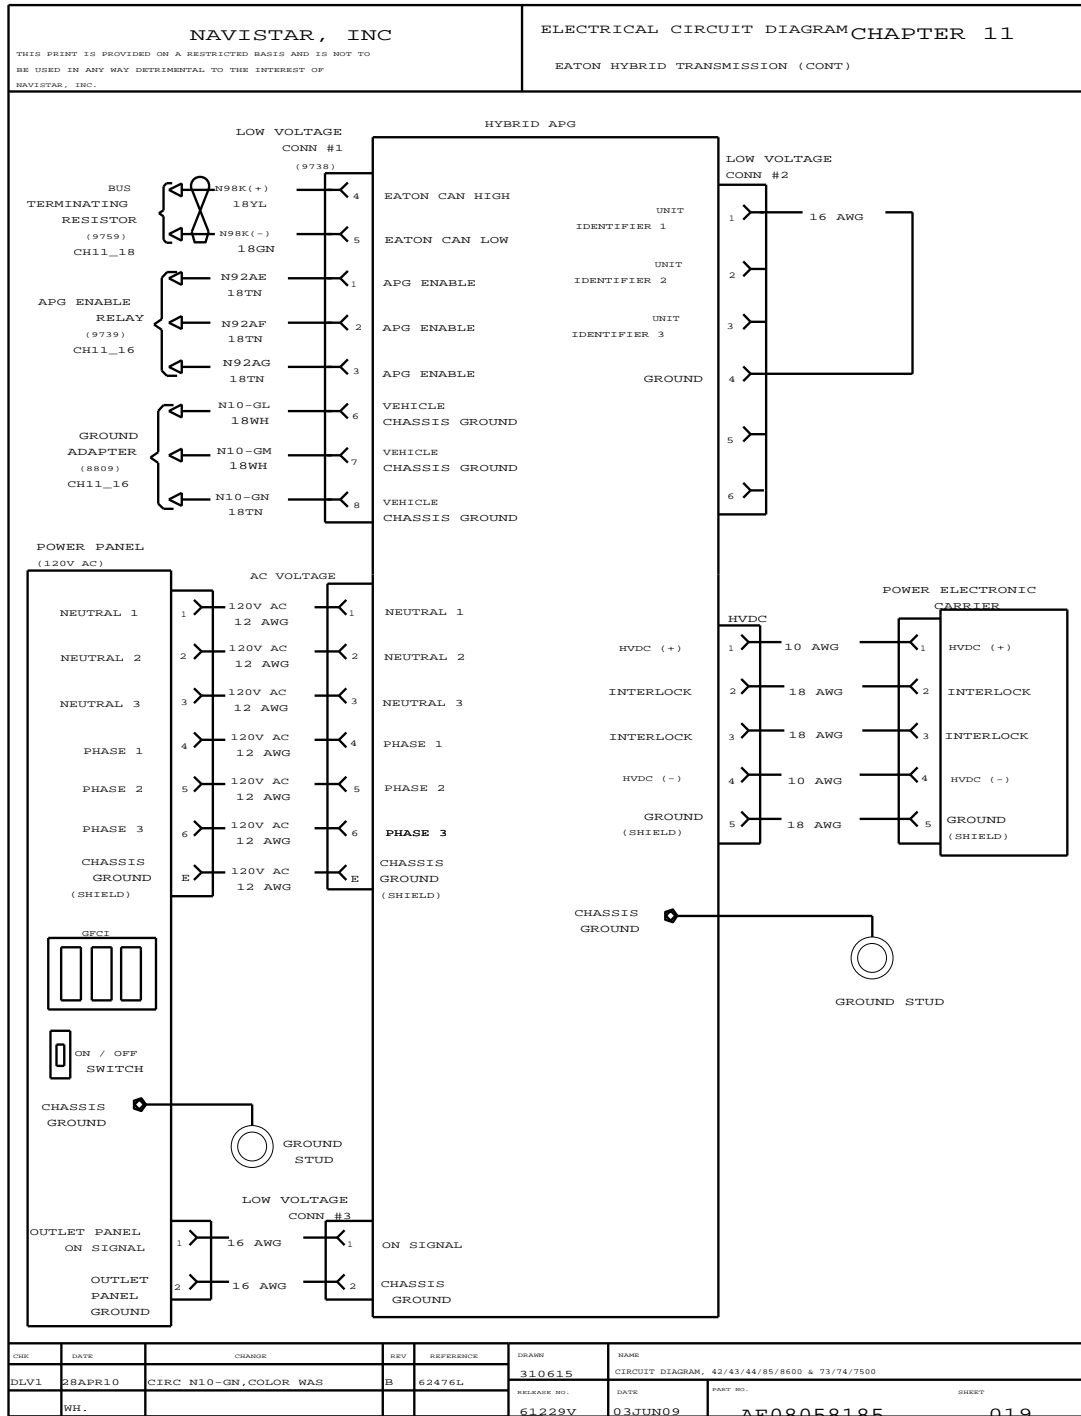 NAVISTAR, INC
THIS PRINT IS PROVIDED ON A RESTRICTED BASIS AND IS NOT TO
BE USED IN ANY WAY DETRIMENTAL TO THE INTEREST OF
NAVISTAR, INC.
ELECTRICAL CIRCUIT DIAGRAM CHAPTER 11
EATON HYBRID TRANSMISSION (CONT)
HYBRID APG
LOW VOLTAGE
CONN #1
(9738)
BUS
TERMINATING
RESISTOR
(9759)
CH11_18
N98K(+)
18YL
4
EATON CAN HIGH
N98K(-)
18GN
5
EATON CAN LOW
APG ENABLE
RELAY
(9739)
CH11_16
N92AE
18TN
1
APG ENABLE
N92AF
18TN
2
APG ENABLE
N92AG
18TN
3
APG ENABLE
GROUND
ADAPTER
(8809)
CH11_16
N10-GL
18WH
6
VEHICLE
CHASSIS GROUND
N10-GM
18WH
7
VEHICLE
CHASSIS GROUND
N10-GN
18TN
8
VEHICLE
CHASSIS GROUND
LOW VOLTAGE
CONN #2
UNIT
IDENTIFIER 1
1
16 AWG
UNIT
IDENTIFIER 2
2
UNIT
IDENTIFIER 3
3
GROUND
4
5
6
POWER PANEL
(120V AC)
AC VOLTAGE
NEUTRAL 1
1
120V AC
12 AWG
1
NEUTRAL 1
NEUTRAL 2
2
120V AC
12 AWG
2
NEUTRAL 2
NEUTRAL 3
3
120V AC
12 AWG
3
NEUTRAL 3
PHASE 1
4
120V AC
12 AWG
4
PHASE 1
PHASE 2
5
120V AC
12 AWG
5
PHASE 2
PHASE 3
6
120V AC
12 AWG
6
PHASE 3
CHASSIS
GROUND
(SHIELD)
E
120V AC
12 AWG
E
CHASSIS
GROUND
(SHIELD)
HVDC
POWER ELECTRONIC
CARRIER
HVDC (+)
1
10 AWG
1
HVDC (+)
INTERLOCK
2
18 AWG
2
INTERLOCK
INTERLOCK
3
18 AWG
3
INTERLOCK
HVDC (-)
4
10 AWG
4
HVDC (-)
GROUND
(SHIELD)
5
18 AWG
5
GROUND
(SHIELD)
CHASSIS
GROUND
GROUND STUD
GFCI
ON / OFF
SWITCH
CHASSIS
GROUND
GROUND
STUD
LOW VOLTAGE
CONN #3
OUTLET PANEL
ON SIGNAL
1
16 AWG
1
ON SIGNAL
OUTLET
PANEL
GROUND
2
16 AWG
2
CHASSIS
GROUND
CHK DATE CHANGE REV REFERENCE
DLV1 28APR10 CIRC N10-GN,COLOR WAS B 62476L
WH.
DRAWN
310615
NAME
CIRCUIT DIAGRAM, 42/43/44/85/8600 & 73/74/7500
RELEASE NO.
61229V
DATE
03JUN09
PART NO.
AE08058185
SHEET
019